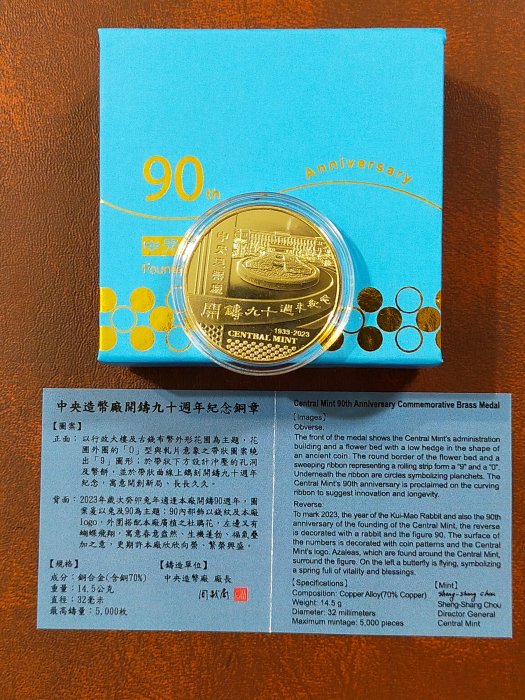 90th
Anniversary
中央造幣廠
開鑄九十週年紀念
1933-2023
CENTRAL MINT
中央造幣廠開鑄九十週年紀念銅章
【圖案】
正面：以行政大樓及古錢布幣外形花園為主題，花
園外圍的「0」型與軋片意象之帶狀圖案繞
出「9」圖形；於帶狀下方設計沖壓的孔洞
及幣餅，並於帶狀曲線上鐫刻開鑄九十週年
紀念，寓意開創新局、長長久久。
背面：2023年歲次癸卯兔年適逢本廠開鑄90週年，圖
案爰以兔及90為主題；90內部飾以錢紋及本廠
logo，外圍搭配本廠廣植之杜鵑花，左邊又有
蝴蝶飛翔，寓意春意盎然、生機蓬勃、福氣疊
加之意，更期許本廠欣欣向榮、繁榮興盛。
【規格】
成分：銅合金(含銅70%)
重量：14.5公克
直徑：32毫米
最高鑄量：5,000枚
【鑄造單位】
中央造幣廠 廠長
Central Mint 90th Anniversary Commemorative Brass Medal
[Images]
Obverse.
The front of the medal shows the Central Mint's administration
building and a flower bed with a low hedge in the shape of
an ancient coin. The round border of the flower bed and a
sweeping ribbon representing a rolling strip form a "9" and a "0".
Underneath the ribbon are circles symbolizing planchets. The
Central Mint's 90th anniversary is proclaimed on the curving
ribbon to suggest innovation and longevity.
Reverse
To mark 2023, the year of the Kui-Mao Rabbit and also the 90th
anniversary of the founding of the Central Mint, the reverse
is decorated with a rabbit and the figure 90. The surface of
the numbers is decorated with coin patterns and the Central
Mint's logo. Azaleas, which are found around the Central Mint,
surround the figure. On the left a butterfly is flying, symbolizing
a spring full of vitality and blessings.
[Specifications]
Composition: Copper Alloy(70% Copper)
Weight: 14.5 g
Diameter: 32 millimeters
Maximum mintage: 5,000 pieces
[Mint]
Sheng-Shang Chou
Sheng-Shang Chou
Director General
Central Mint